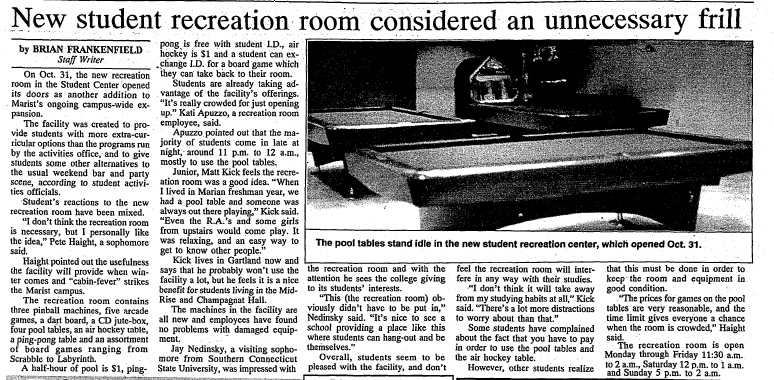 New student recreation room considered an unnecessary frill
by BRIAN FRANKENFIELD
Staff Writer
On Oct. 31, the new recreation
room in the Student Center opened
its doors as another addition to
Marist's ongoing campus-wide ex-
pansion.
The facility was created to pro-
vide students with more extra-cur-
ricular options than the programs run
by the activities office, and to give
students some other alternatives to
the usual weekend bar and party
scene, according to student activi-
ties officials.
Student's reactions to the new
recreation room have been mixed.
"I don't think the recreation room
is necessary, but I personally like
the idea," Pete Haight, a sophomore
said.
Haight pointed out the usefulness
the facility will provide when win-
ter comes and "cabin-fever" strikes
the Marist campus.
The recreation room contains
three pinball machines, five arcade
games, a dart board, a CD jute-box,
four pool tables, an air hockey table,
a ping-pong table and an assortment
of board games ranging from
Scrabble to Labyrinth.
A half-hour of pool is $1, ping-
pong is free with student I.D., air
hockey is $1 and a student can ex-
change I.D. for a board game which
they can take back to their room.
Students are already taking ad-
vantage of the facility's offerings.
"It's really crowded for just opening
up." Kati Apuzzo, a recreation room
employee, said.
Apuzzo pointed out that the ma-
jority of students come in late at
night, around 11 p.m. to 12 a.m.,
mostly to use the pool tables.
Junior, Matt Kick feels the recre-
ation room was a good idea. "When
I lived in Marian freshman year, we
had a pool table and someone was
always out there playing," Kick said.
"Even the R.A.'s and some girls
from upstairs would come play. It
was relaxing, and an easy way to
get to know other people."
Kick lives in Gartland now and
says that he probably won't use the
facility a lot, but he feels it is a nice
benefit for students living in the Mid-
Rise and Champagnat Hall.
The machines in the facility are
all new and employees have found
no problems with damaged equip-
ment.
Jay Nedinsky, a visiting sopho-
more from Southern Connecticut
State University, was impressed with
The pool tables stand idle in the new student recreation center, which opened Oct. 31.
the recreation room and with the
attention he sees the college giving
to its students' interests.
"This (the recreation room) ob-
viously didn't have to be put in,"
Nedinsky said. "It's nice to see a
school providing a place like this
where students can hang-out and be
themselves."
Overall, students seem to be
pleased with the facility, and don't
feel the recreation room will inter-
fere in any way with their studies.
"I don't think it will take away
from my studying habits at all," Kick
said. "There's a lot more distractions
to worry about than that."
Some students have complained
about the fact that you have to pay
in order to use the pool tables and
the air hockey table.
However, other students realize
that this must be done in order to
keep the room and equipment in
good condition.
"The prices for games on the pool
tables are very reasonable, and the
time limit gives everyone a chance
when the room is crowded," Haight
said.
The recreation room is open
Monday through Friday 11:30 a.m.
to 2 a.m., Saturday 12 p.m. to 1 a.m.
and Sunday 5 p.m. to 2 a.m.